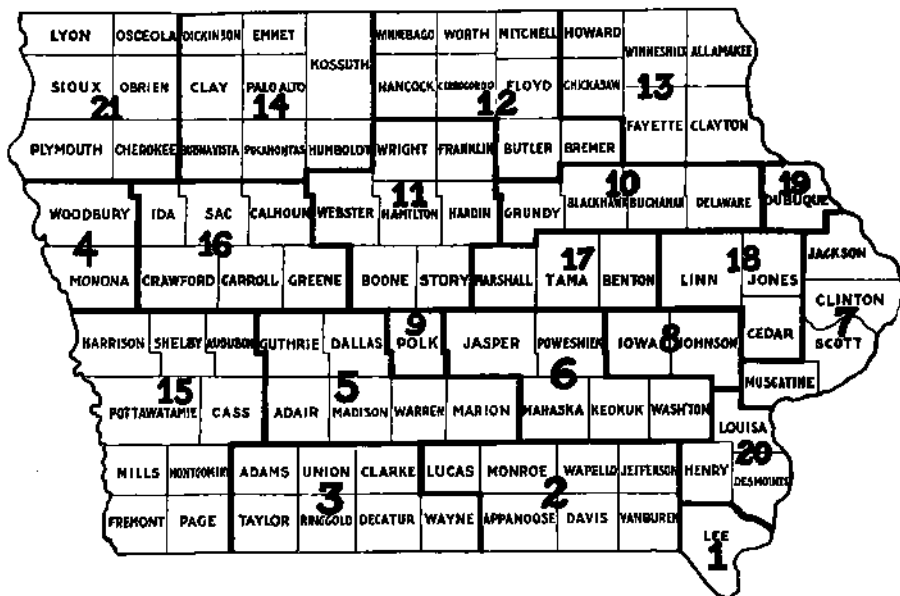 LYON OSCEOLA DICKINSON EMMET WINNEBAGO WORTH MITCHELL HOWARD
KOSSUTH WINNESHIEK ALLAMAKEE
SIOUX OBRIEN CLAY PALO ALTO HANCOCK CERROGORDO FLOYD CHICKASAW
21 14 12 13
FAYETTE CLAYTON
PLYMOUTH CHEROKEE BUENAVISTA POCAHONTAS HUMBOLDT WRIGHT FRANKLIN BUTLER BREMER
11 10 19
WOODBURY IDA SAC CALHOUN WEBSTER HAMILTON HARDIN GRUNDY BLACKHAWK BUCHANAN DELAWARE DUBUQUE
4 16 17 18
JACKSON
MONONA CRAWFORD CARROLL GREENE BOONE STORY MARSHALL TAMA BENTON LINN JONES
CLINTON
9 8 7
HARRISON SHELBY AUDUBON GUTHRIE DALLAS POLK JASPER POWESHIEK IOWA JOHNSON CEDAR SCOTT
15 5 6
MUSCATINE
POTTAWATAMIE CASS ADAIR MADISON WARREN MARION MAHASKA KEOKUK WASH'TON
LOUISA
20
MILLS MONTGOMERY ADAMS UNION CLARKE LUCAS MONROE WAPELLO JEFFERSON HENRY
DESMOINES
3 2
FREMONT PAGE TAYLOR RINGGOLD DECATUR WAYNE APPANOOSE DAVIS VANBUREN
LEE
1